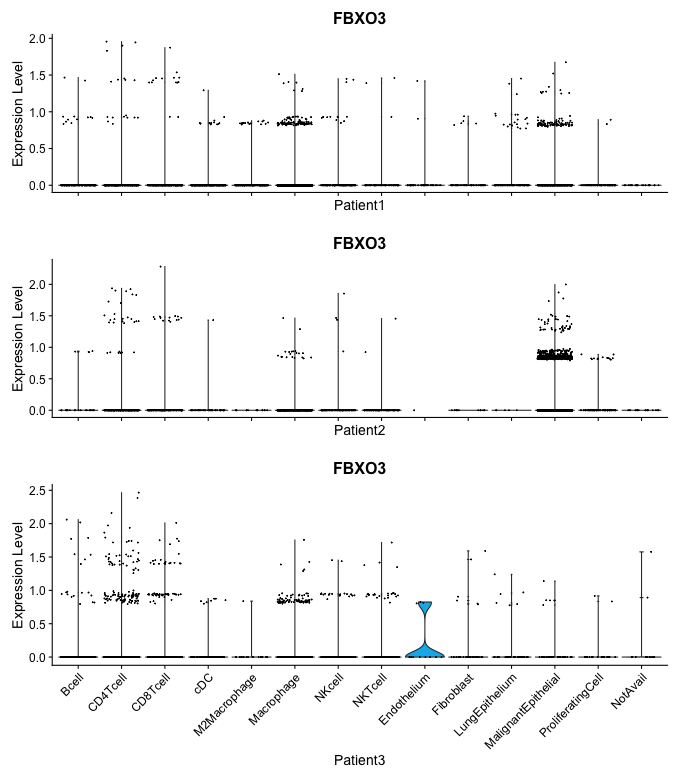 FBXO3
Expression Level
2.0
1.5
1.0
0.5
0.0
Patient1
FBXO3
Expression Level
2.0
1.5
1.0
0.5
0.0
Patient2
FBXO3
Expression Level
2.5
2.0
1.5
1.0
0.5
0.0
Bcell
CD4Tcell
CD8Tcell
cDC
M2Macrophage
Macrophage
NKcell
NKTcell
Endothelium
Fibroblast
LungEpithelium
MalignantEpithelial
ProliferatingCell
NotAvail
Patient3